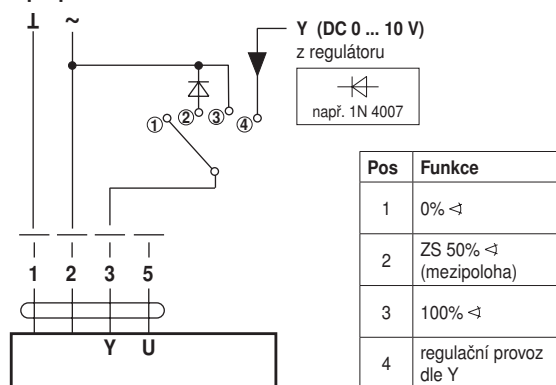 ⊥ ~
Y (DC 0 ... 10 V)
z regulátoru
např. 1N 4007
① ② ③ ④
Pos Funkce
1 0% ⊲
2 ZS 50% ⊲
(mezipoloha)
3 100% ⊲
4 regulační provoz
dle Y
1 2 3 5
Y U